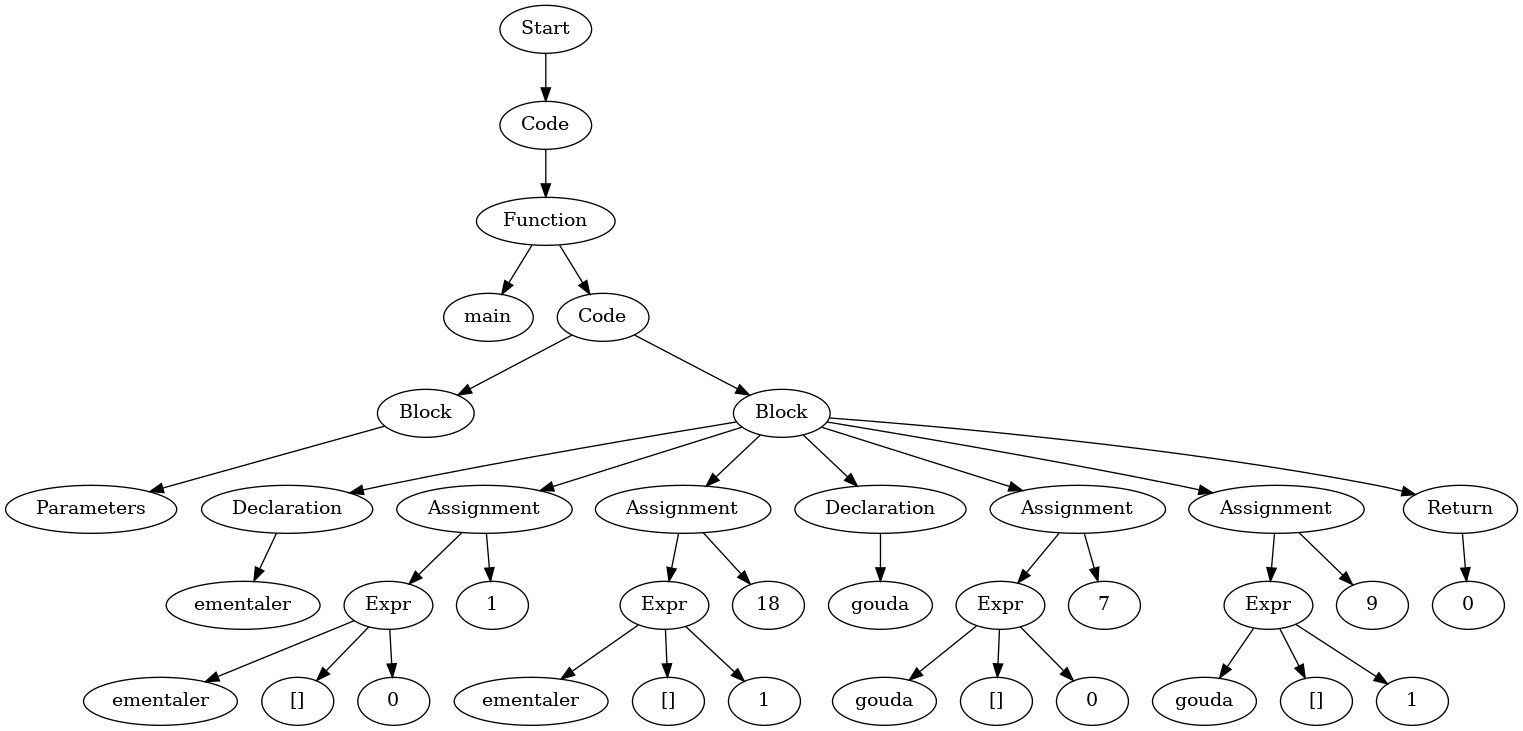 Start
Code
Function
main Code
Block Block
Parameters Declaration Assignment Assignment Declaration Assignment Assignment Return
ementaler Expr 1 Expr 18 gouda Expr 7 Expr 9 0
ementaler [] 0 ementaler [] 1 gouda [] 0 gouda [] 1